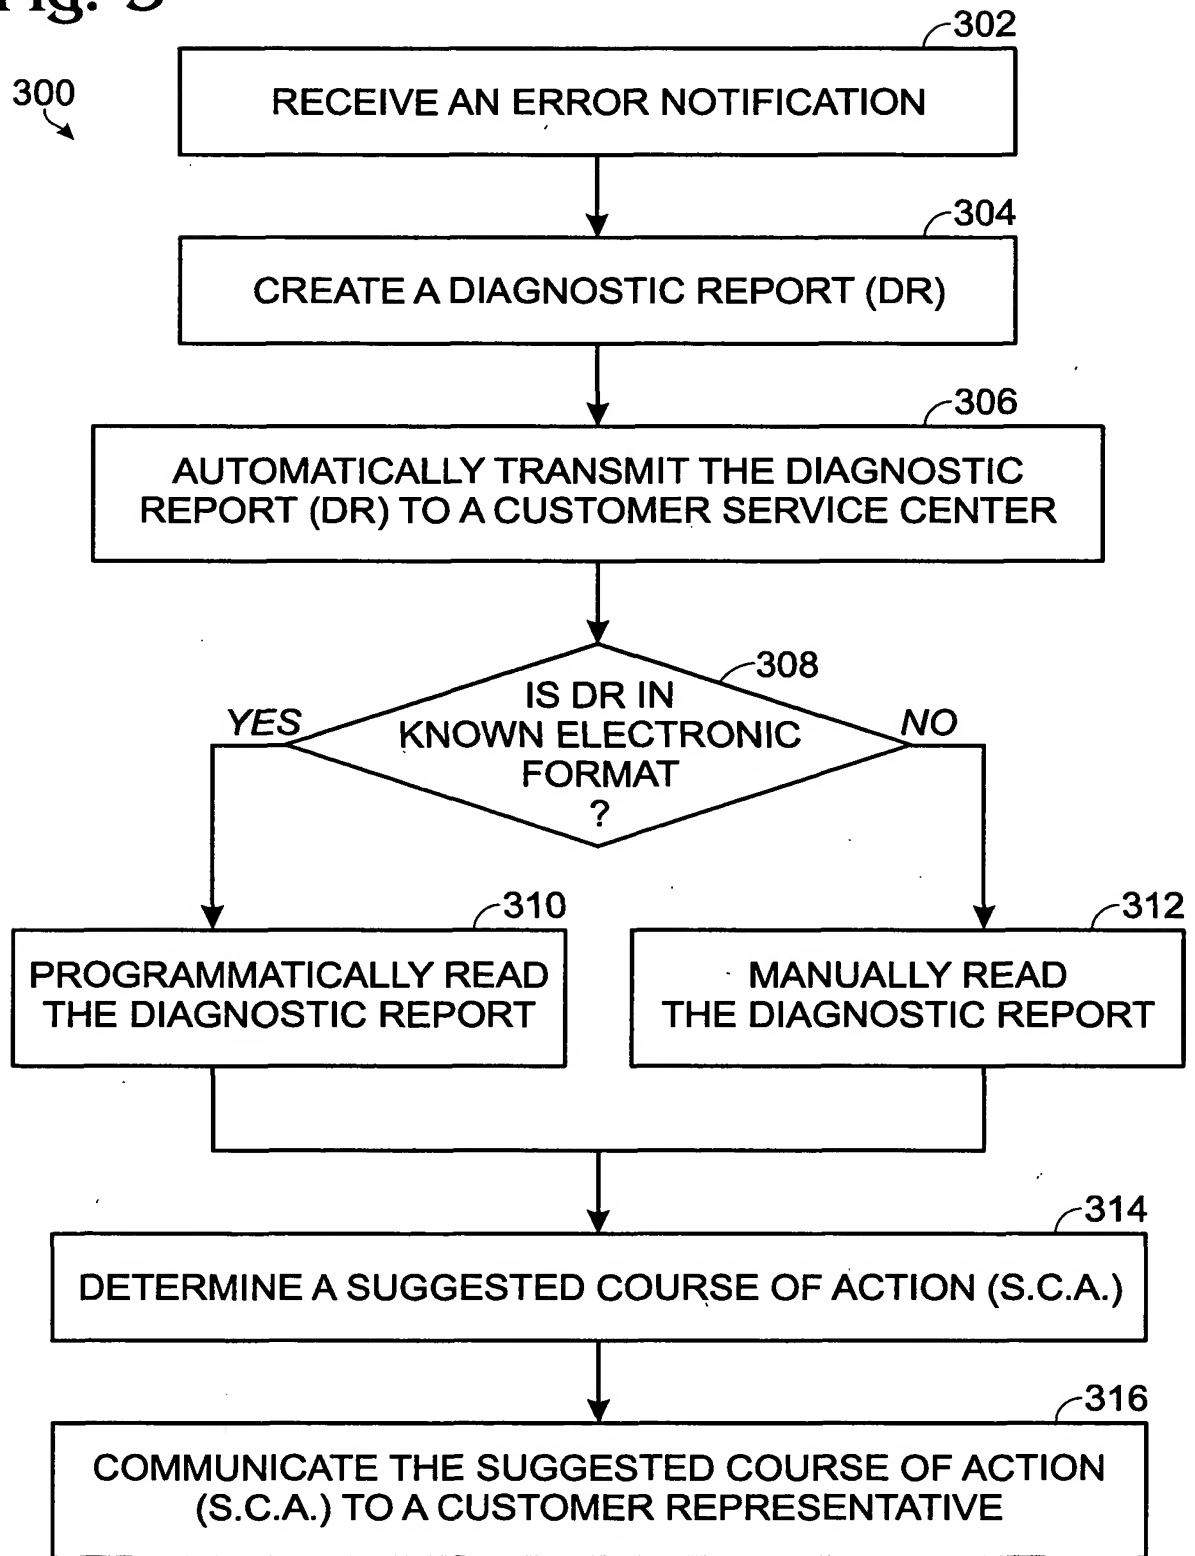 Fig. 3
302
300
RECEIVE AN ERROR NOTIFICATION
304
CREATE A DIAGNOSTIC REPORT (DR)
306
AUTOMATICALLY TRANSMIT THE DIAGNOSTIC
REPORT (DR) TO A CUSTOMER SERVICE CENTER
308
IS DR IN
KNOWN ELECTRONIC
FORMAT
?
YES
NO
310
PROGRAMMATICALLY READ
THE DIAGNOSTIC REPORT
312
MANUALLY READ
THE DIAGNOSTIC REPORT
314
DETERMINE A SUGGESTED COURSE OF ACTION (S.C.A.)
316
COMMUNICATE THE SUGGESTED COURSE OF ACTION
(S.C.A.) TO A CUSTOMER REPRESENTATIVE